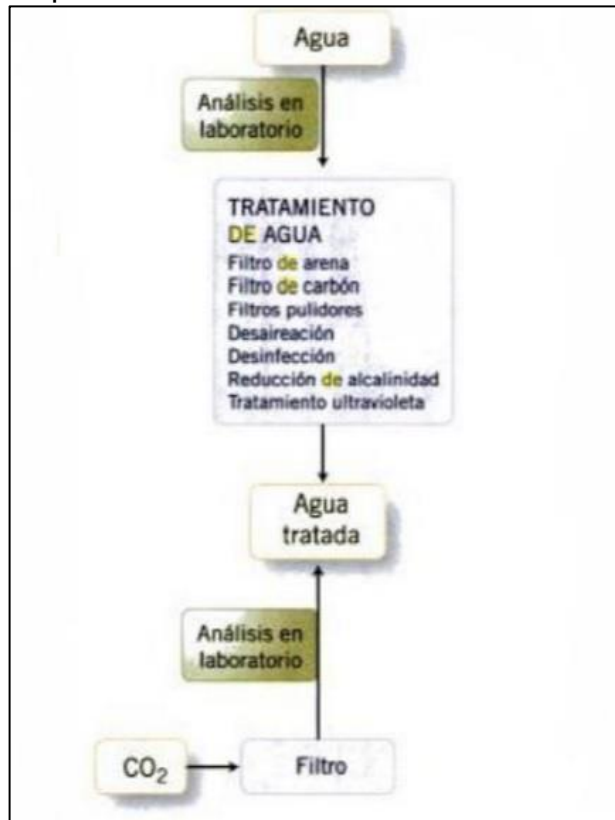 Agua
Análisis en
laboratorio
TRATAMIENTO
DE AGUA
Filtro de arena
Filtro de carbón
Filtros pulidores
Desaireación
Desinfección
Reducción de alcalinidad
Tratamiento ultravioleta
Agua
tratada
Análisis en
laboratorio
CO₂
Filtro